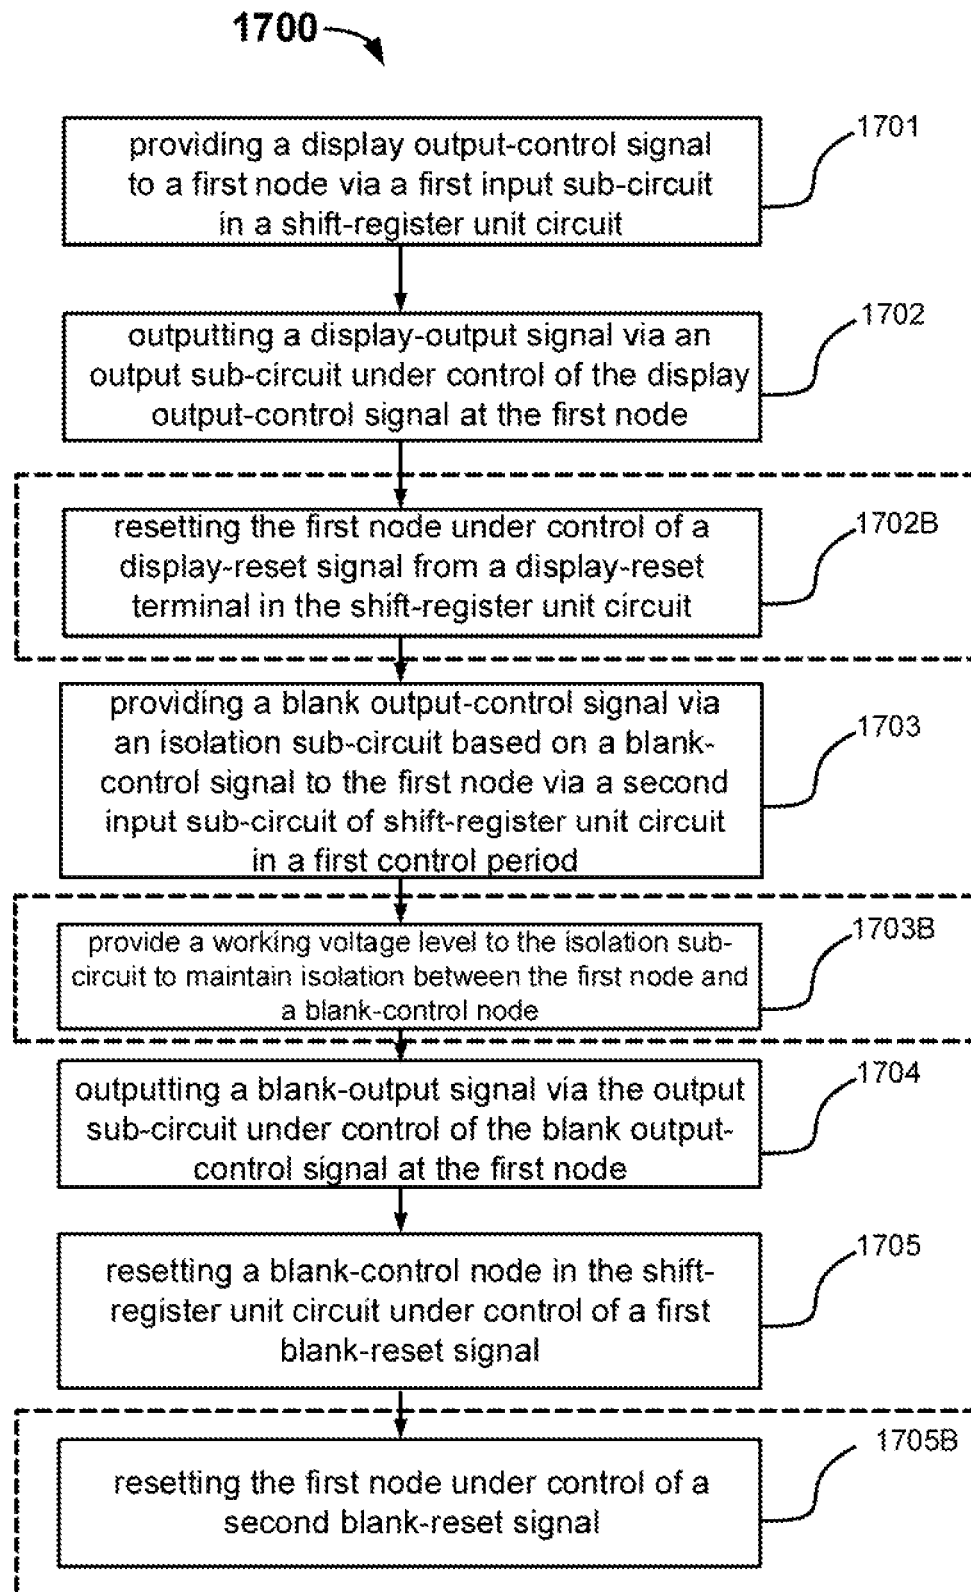 1700
providing a display output-control signal
to a first node via a first input sub-circuit
in a shift-register unit circuit
1701
outputting a display-output signal via an
output sub-circuit under control of the display
output-control signal at the first node
1702
resetting the first node under control of a
display-reset signal from a display-reset
terminal in the shift-register unit circuit
1702B
providing a blank output-control signal via
an isolation sub-circuit based on a blank-
control signal to the first node via a second
input sub-circuit of shift-register unit circuit
in a first control period
1703
provide a working voltage level to the isolation sub-
circuit to maintain isolation between the first node and
a blank-control node
1703B
outputting a blank-output signal via the output
sub-circuit under control of the blank output-
control signal at the first node
1704
resetting a blank-control node in the shift-
register unit circuit under control of a first
blank-reset signal
1705
resetting the first node under control of a
second blank-reset signal
1705B